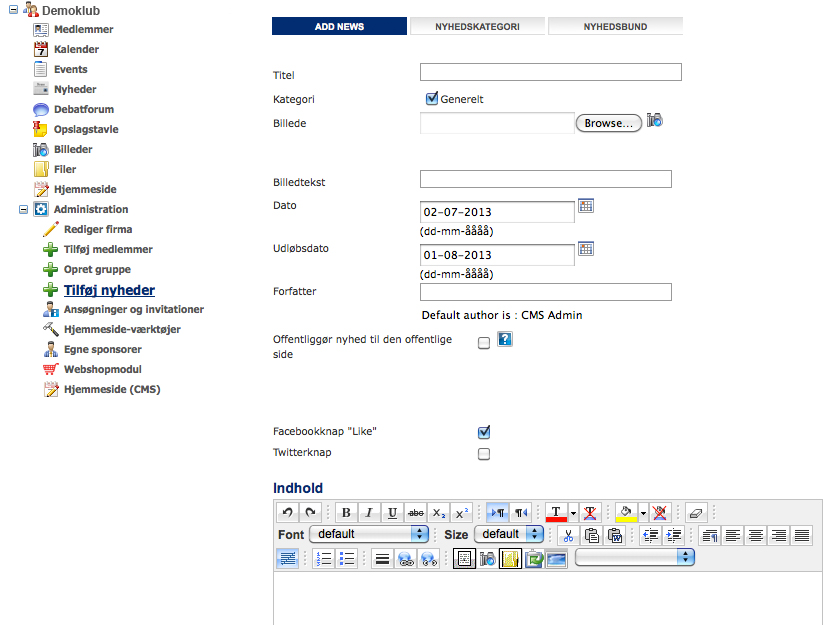 Demoklub
Medlemmer
Kalender
Events
Nyheder
Debatforum
Opslagstavle
Billeder
Filer
Hjemmeside
Administration
Rediger firma
Tilføj medlemmer
Opret gruppe
Tilføj nyheder
Ansøgninger og invitationer
Hjemmeside-værktøjer
Egne sponsorer
Webshopmodul
Hjemmeside (CMS)
ADD NEWS NYHEDSKATEGORI NYHEDSBUND
Titel
Kategori Generelt
Billede Browse...
Billedtekst
Dato 02-07-2013
(dd-mm-åååå)
Udløbsdato 01-08-2013
(dd-mm-åååå)
Forfatter
Default author is : CMS Admin
Offentliggør nyhed til den offentlige
side
Facebookknap "Like"
Twitterknap
Indhold
B I U abc X₂ X² T T
Font default Size default